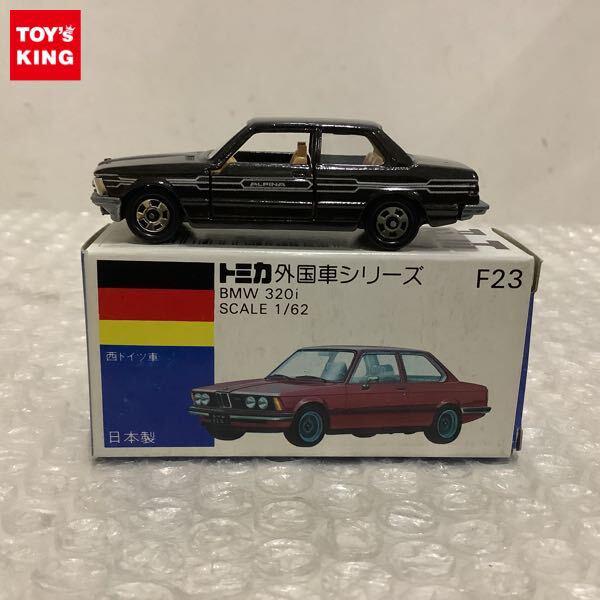 TOY's
KING
ALPINA
トミカ 外国車シリーズ F23
BMW 320i
SCALE 1/62
西ドイツ車
日本製